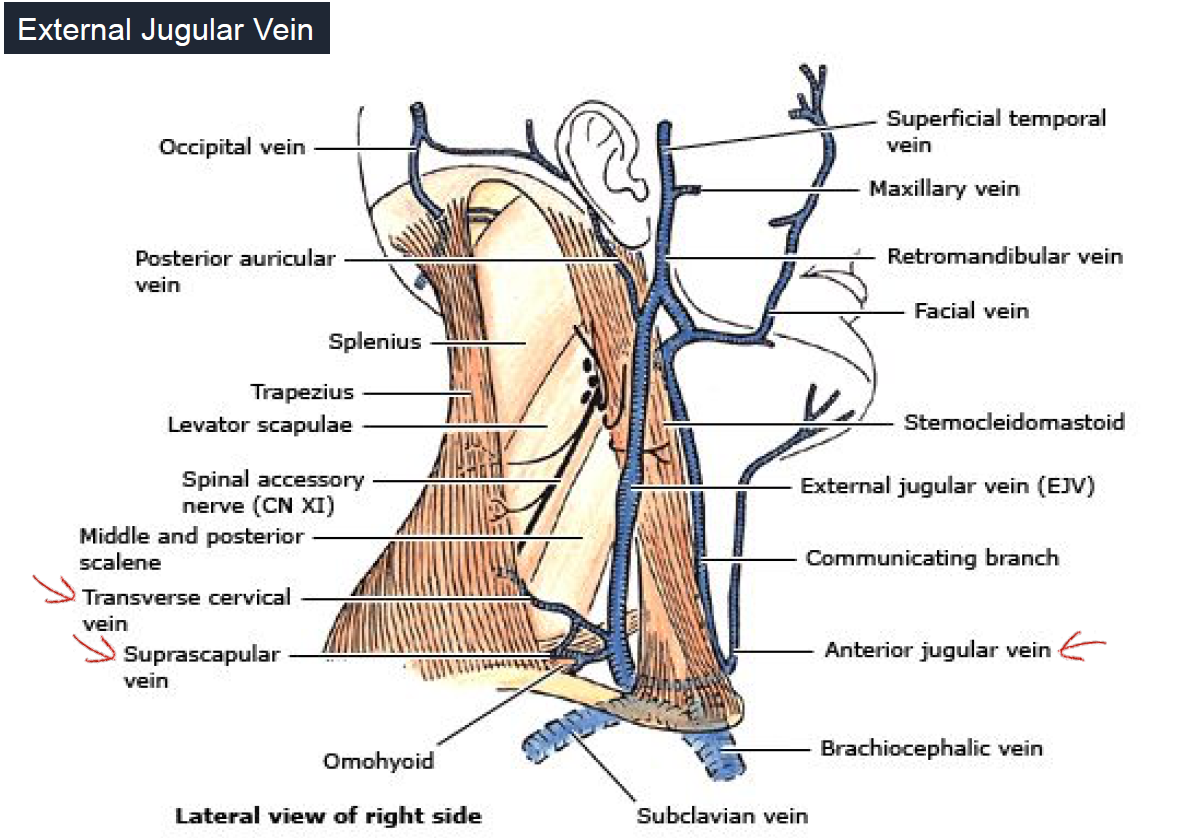 External Jugular Vein
Superficial temporal
vein
Occipital vein
Maxillary vein
Posterior auricular
vein
Retromandibular vein
Facial vein
Splenius
Trapezius
Levator scapulae
Stemocleidomastoid
Spinal accessory
nerve (CN XI)
External jugular vein (EJV)
Middle and posterior
scalene
Communicating branch
Transverse cervical
vein
Suprascapular
vein
Anterior jugular vein
Omohyoid
Brachiocephalic vein
Lateral view of right side
Subclavian vein